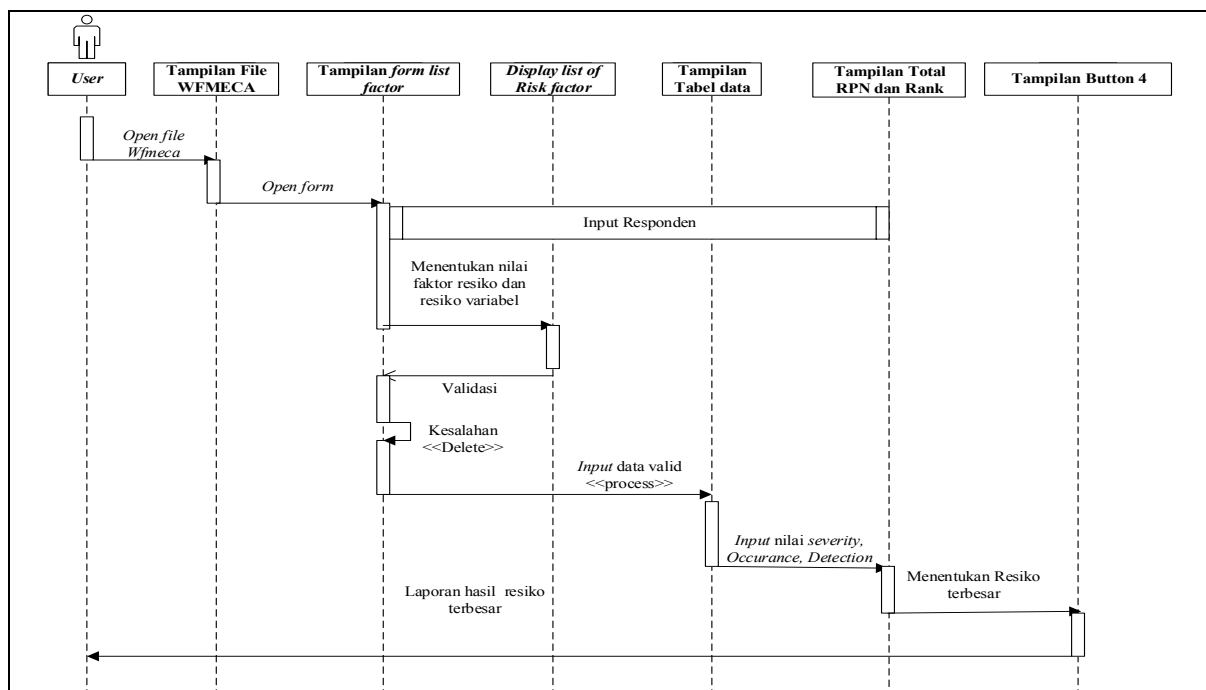 User
Tampilan File
WFMECA
Tampilan form list
factor
Display list of
Risk factor
Tampilan
Tabel data
Tampilan Total
RPN dan Rank
Tampilan Button 4
Open file
Wfmeca
Open form
Input Responden
Menentukan nilai
faktor resiko dan
resiko variabel
Validasi
Kesalahan
<<Delete>>
Input data valid
<<process>>
Input nilai severity,
Occurance, Detection
Menentukan Resiko
terbesar
Laporan hasil resiko
terbesar